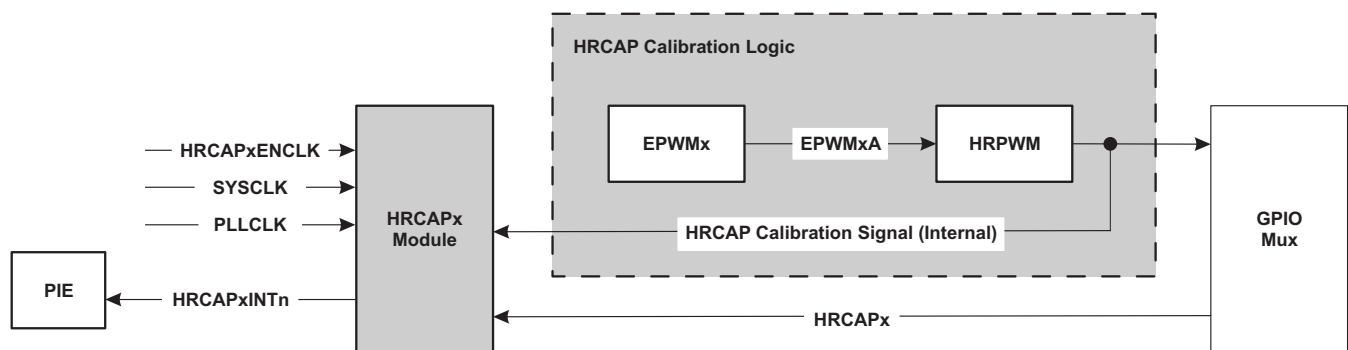 HRCAP Calibration Logic
EPWMx
EPWMxA
HRPWM
HRCAPxENCLK
SYSCLK
PLLCLK
HRCAPx
Module
HRCAP Calibration Signal (Internal)
GPIO
Mux
PIE
HRCAPxINTn
HRCAPx